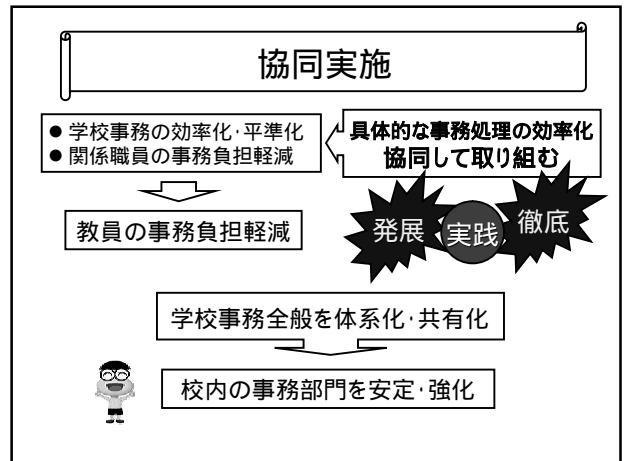 協同実施
● 学校事務の効率化･平準化
● 関係職員の事務負担軽減
具体的な事務処理の効率化
協同して取り組む
教員の事務負担軽減
発展
実践
徹底
学校事務全般を体系化･共有化
校内の事務部門を安定･強化